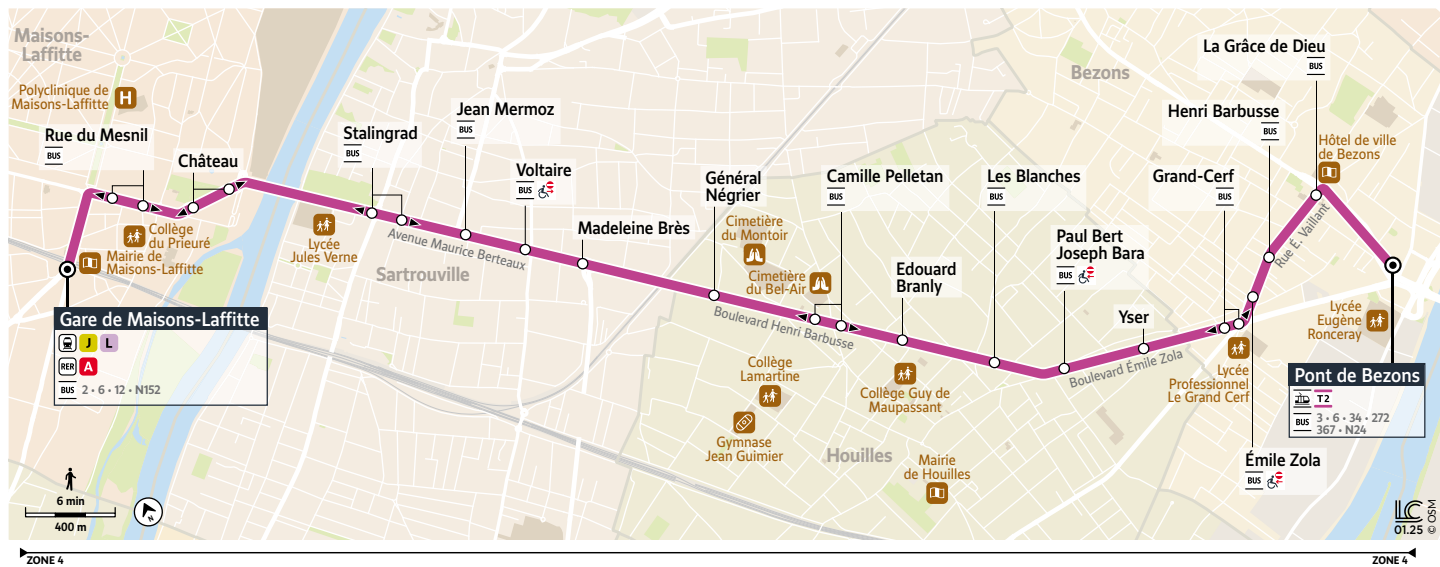 Maisons-
Laffitte
Polyclinique de
Maisons-Laffitte
H
Rue du Mesnil
BUS
Château
Collège
du Prieuré
Mairie de
Maisons-Laffitte
Gare de Maisons-Laffitte
J L
RER A
BUS 2 • 6 • 12 • N152
6 min
400 m
N
Stalingrad
BUS
Lycée
Jules Verne
Jean Mermoz
BUS
Voltaire
BUS
Avenue Maurice Berteaux
Sartrouville
Madeleine Brès
Général
Négrier
Cimetière
du Montoir
Cimetière
du Bel-Air
Camille Pelletan
BUS
Boulevard Henri Barbusse
Edouard
Branly
Collège
Lamartine
Gymnase
Jean Guimier
Collège Guy de
Maupassant
Houilles
Mairie
de Houilles
Les Blanches
BUS
Paul Bert
Joseph Bara
BUS
Yser
Boulevard Émile Zola
Bezons
La Grâce de Dieu
BUS
Henri Barbusse
BUS
Grand-Cerf
BUS
Hôtel de ville
de Bezons
Rue É. Vaillant
Lycée
Professionnel
Le Grand Cerf
Émile Zola
BUS
Lycée
Eugène
Ronceray
Pont de Bezons
T2
BUS 3 • 6 • 34 • 272
367 • N24
LC
01.25
© OSM
ZONE 4
ZONE 4